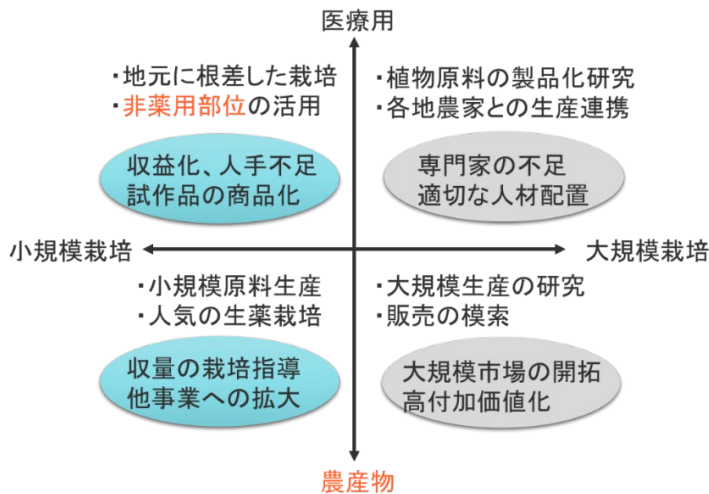 医療用
・地元に根差した栽培
・非薬用部位の活用
収益化、人手不足
試作品の商品化
・植物原料の製品化研究
・各地農家との生産連携
専門家の不足
適切な人材配置
小規模栽培
大規模栽培
・小規模原料生産
・人気の生薬栽培
収量の栽培指導
他事業への拡大
・大規模生産の研究
・販売の模索
大規模市場の開拓
高付加価値化
農産物